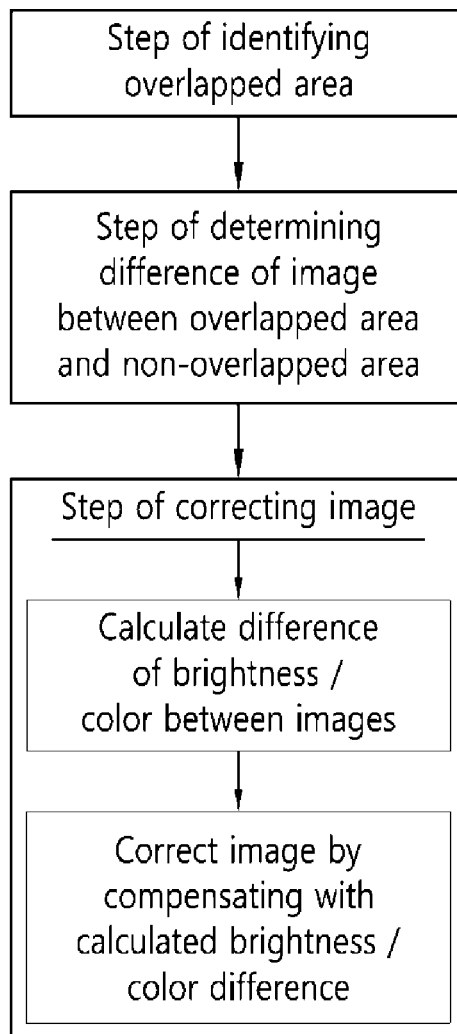 Step of identifying
overlapped area
Step of determining
difference of image
between overlapped area
and non-overlapped area
Step of correcting image
Calculate difference
of brightness /
color between images
Correct image by
compensating with
calculated brightness /
color difference